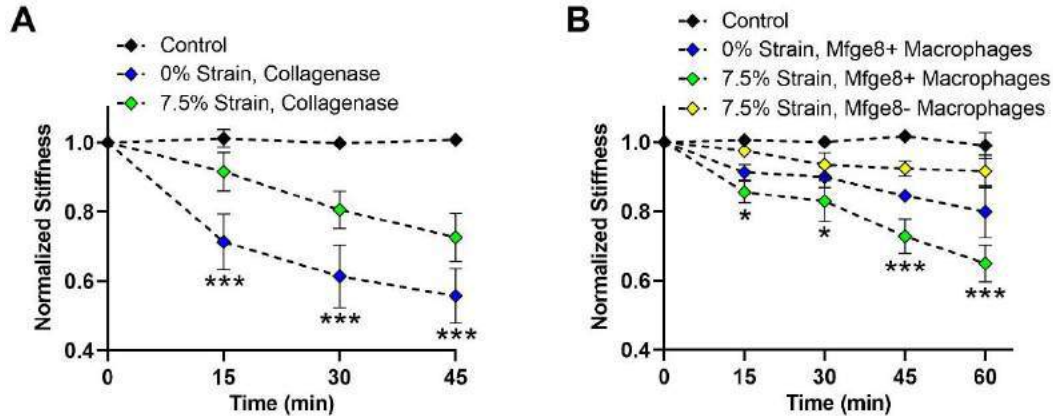 A
Control
0% Strain, Collagenase
7.5% Strain, Collagenase
Normalized Stiffness
1.0
0.8
0.6
0.4
***
***
***
0 15 30 45
Time (min)
B
Control
0% Strain, Mfge8+ Macrophages
7.5% Strain, Mfge8+ Macrophages
7.5% Strain, Mfge8- Macrophages
Normalized Stiffness
1.0
0.8
0.6
0.4
*
*
***
***
0 15 30 45 60
Time (min)